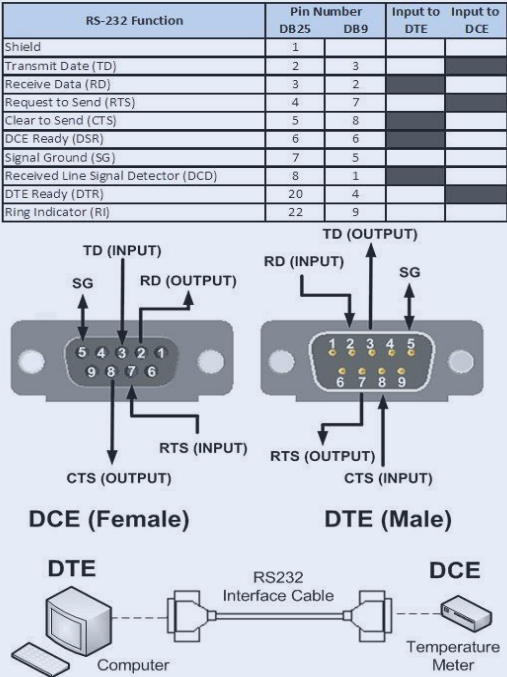 RS-232 Function Pin Number Input to Input to
DB25 DB9 DTE DCE
Shield 1
Transmit Date (TD) 2 3
Receive Data (RD) 3 2
Request to Send (RTS) 4 7
Clear to Send (CTS) 5 8
DCE Ready (DSR) 6 6
Signal Ground (SG) 7 5
Received Line Signal Detector (DCD) 8 1
DTE Ready (DTR) 20 4
Ring Indicator (RI) 22 9
TD (INPUT)
RD (OUTPUT)
SG
5 4 3 2 1
9 8 7 6
RTS (INPUT)
CTS (OUTPUT)
DCE (Female)
TD (OUTPUT)
RD (INPUT)
SG
1 2 3 4 5
6 7 8 9
RTS (OUTPUT)
CTS (INPUT)
DTE (Male)
DTE
RS232
Interface Cable
DCE
Computer
Temperature
Meter